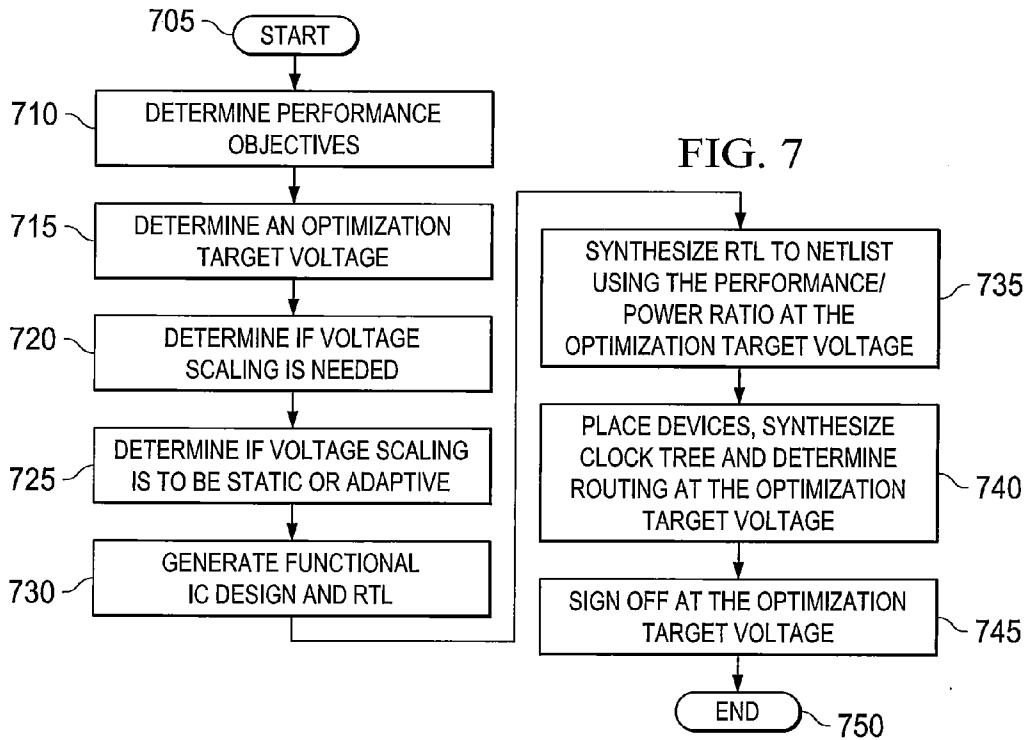 705
START
710
DETERMINE PERFORMANCE
OBJECTIVES
715
DETERMINE AN OPTIMIZATION
TARGET VOLTAGE
720
DETERMINE IF VOLTAGE
SCALING IS NEEDED
725
DETERMINE IF VOLTAGE SCALING
IS TO BE STATIC OR ADAPTIVE
730
GENERATE FUNCTIONAL
IC DESIGN AND RTL
FIG. 7
SYNTHESIZE RTL TO NETLIST
USING THE PERFORMANCE/
POWER RATIO AT THE
OPTIMIZATION TARGET VOLTAGE
735
PLACE DEVICES, SYNTHESIZE
CLOCK TREE AND DETERMINE
ROUTING AT THE OPTIMIZATION
TARGET VOLTAGE
740
SIGN OFF AT THE OPTIMIZATION
TARGET VOLTAGE
745
END
750